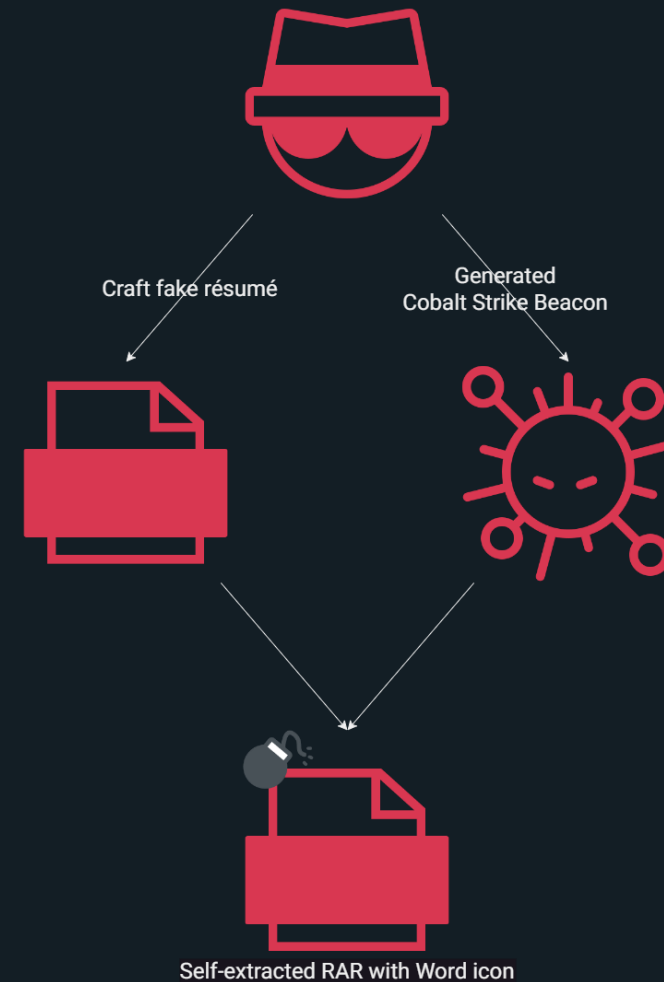 Craft fake résumé
Generated
Cobalt Strike Beacon
Self-extracted RAR with Word icon